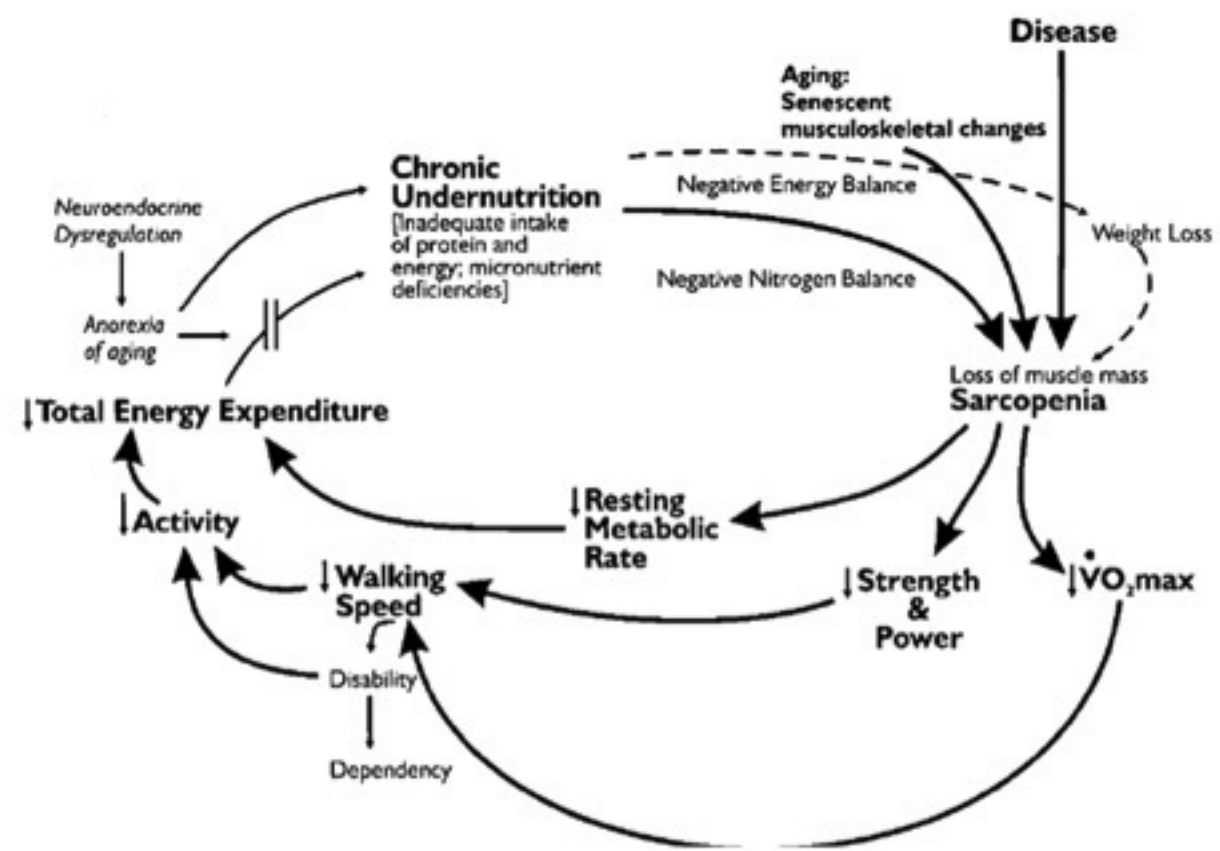 Disease
Aging:
Senescent
musculoskeletal changes
Chronic
Undernutrition
[Inadequate intake
of protein and
energy; micronutrient
deficiencies]
Negative Energy Balance
Neuroendocrine
Dysregulation
Weight Loss
Negative Nitrogen Balance
Anorexia
of aging
Loss of muscle mass
Sarcopenia
↓Total Energy Expenditure
↓Resting
Metabolic
Rate
↓Activity
↓Walking
Speed
↓Strength
&
Power
↓V̇O₂max
Disability
Dependency